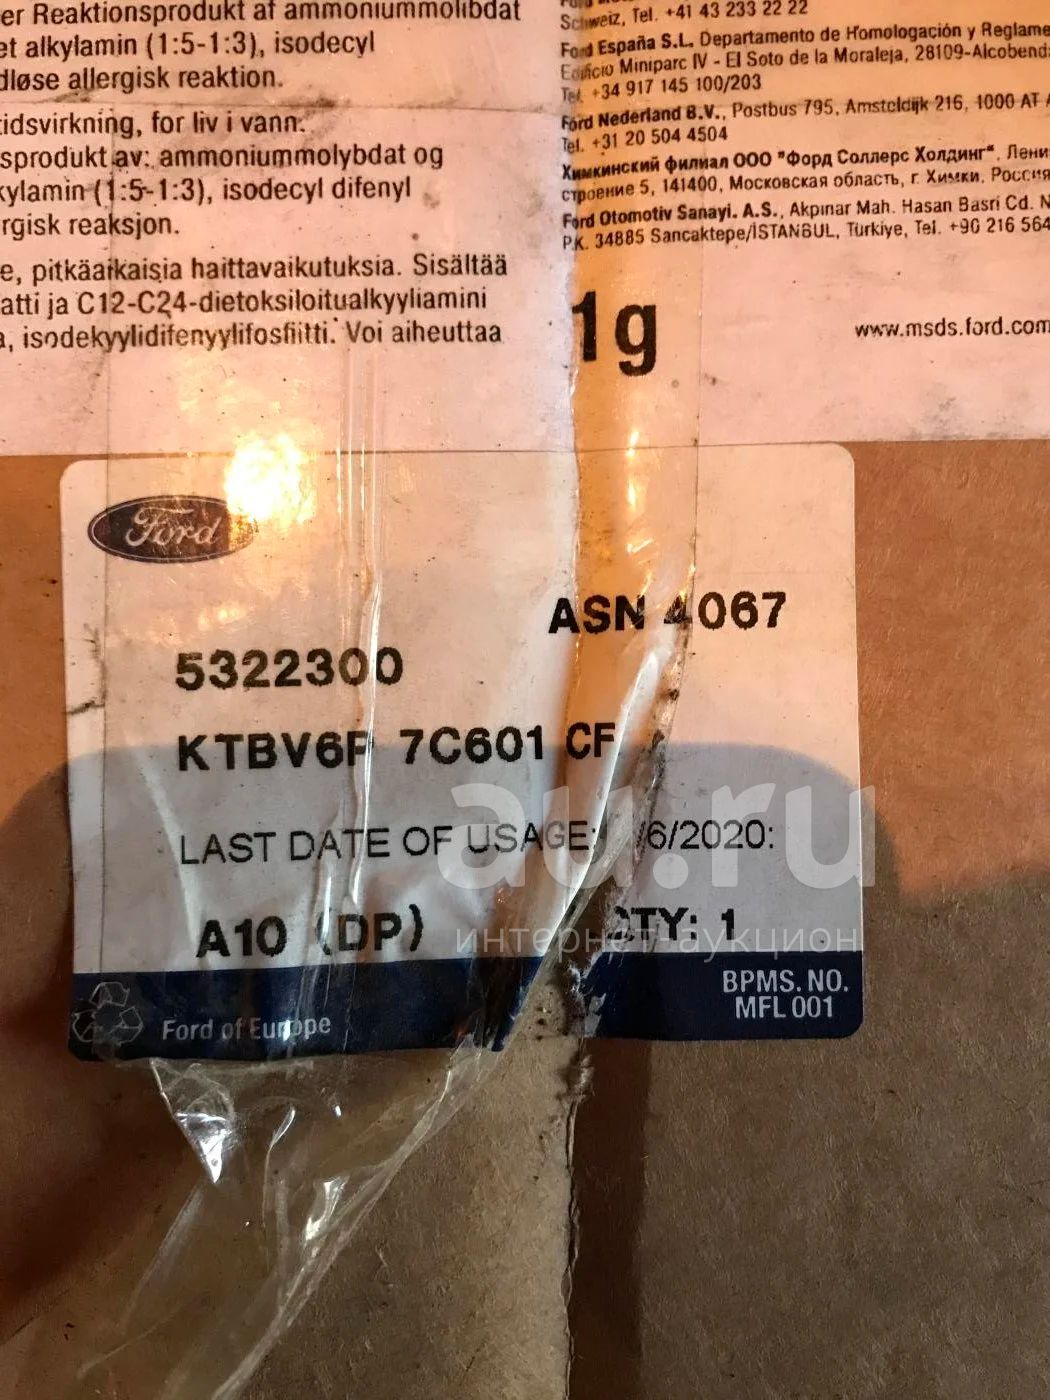 er Reaktionsprodukt af ammoniummolibdat
et alkylamin (1:5-1:3), isodecyl
dløse allergisk reaktion.
tidsvirkning, for liv i vann.
sprodukt av: ammoniummolybdat og
kylamin (1:5-1:3), isodecyl difenyl
rgisk reaksjon.
e, pitkäaikaisia haittavaikutuksia. Sisältää
atti ja C12-C24-dietoksiloitualkyyliamini
a, isodekyylidifenyylifosfiitti. Voi aiheuttaa
Schweiz, Tel. +41 43 233 22 22
Ford España S.L. Departamento de Homologación y Reglame
Edificio Miniparc IV - El Soto de la Moraleja, 28109-Alcobend
Tel. +34 917 145 100/203
Ford Nederland B.V., Postbus 795, Amsteldijk 216, 1000 AT A
Tel. +31 20 504 4504
Химкинский филиал ООО "Форд Соллерс Холдинг", Лени
строение 5, 141400, Московская область, г. Химки, Россия
Ford Otomotiv Sanayi. A.S., Akpinar Mah. Hasan Basri Cd. N
P.K. 34885 Sancaktepe/ISTANBUL, Türkiye, Tel. +90 216 564
1g
www.msds.ford.com
Ford
ASN 4067
5322300
KTBV6P 7C601 CF
LAST DATE OF USAGE: /6/2020:
A10 (DP) QTY: 1
BPMS. NO.
MFL 001
Ford of Europe
au.ru
интернет-аукцион